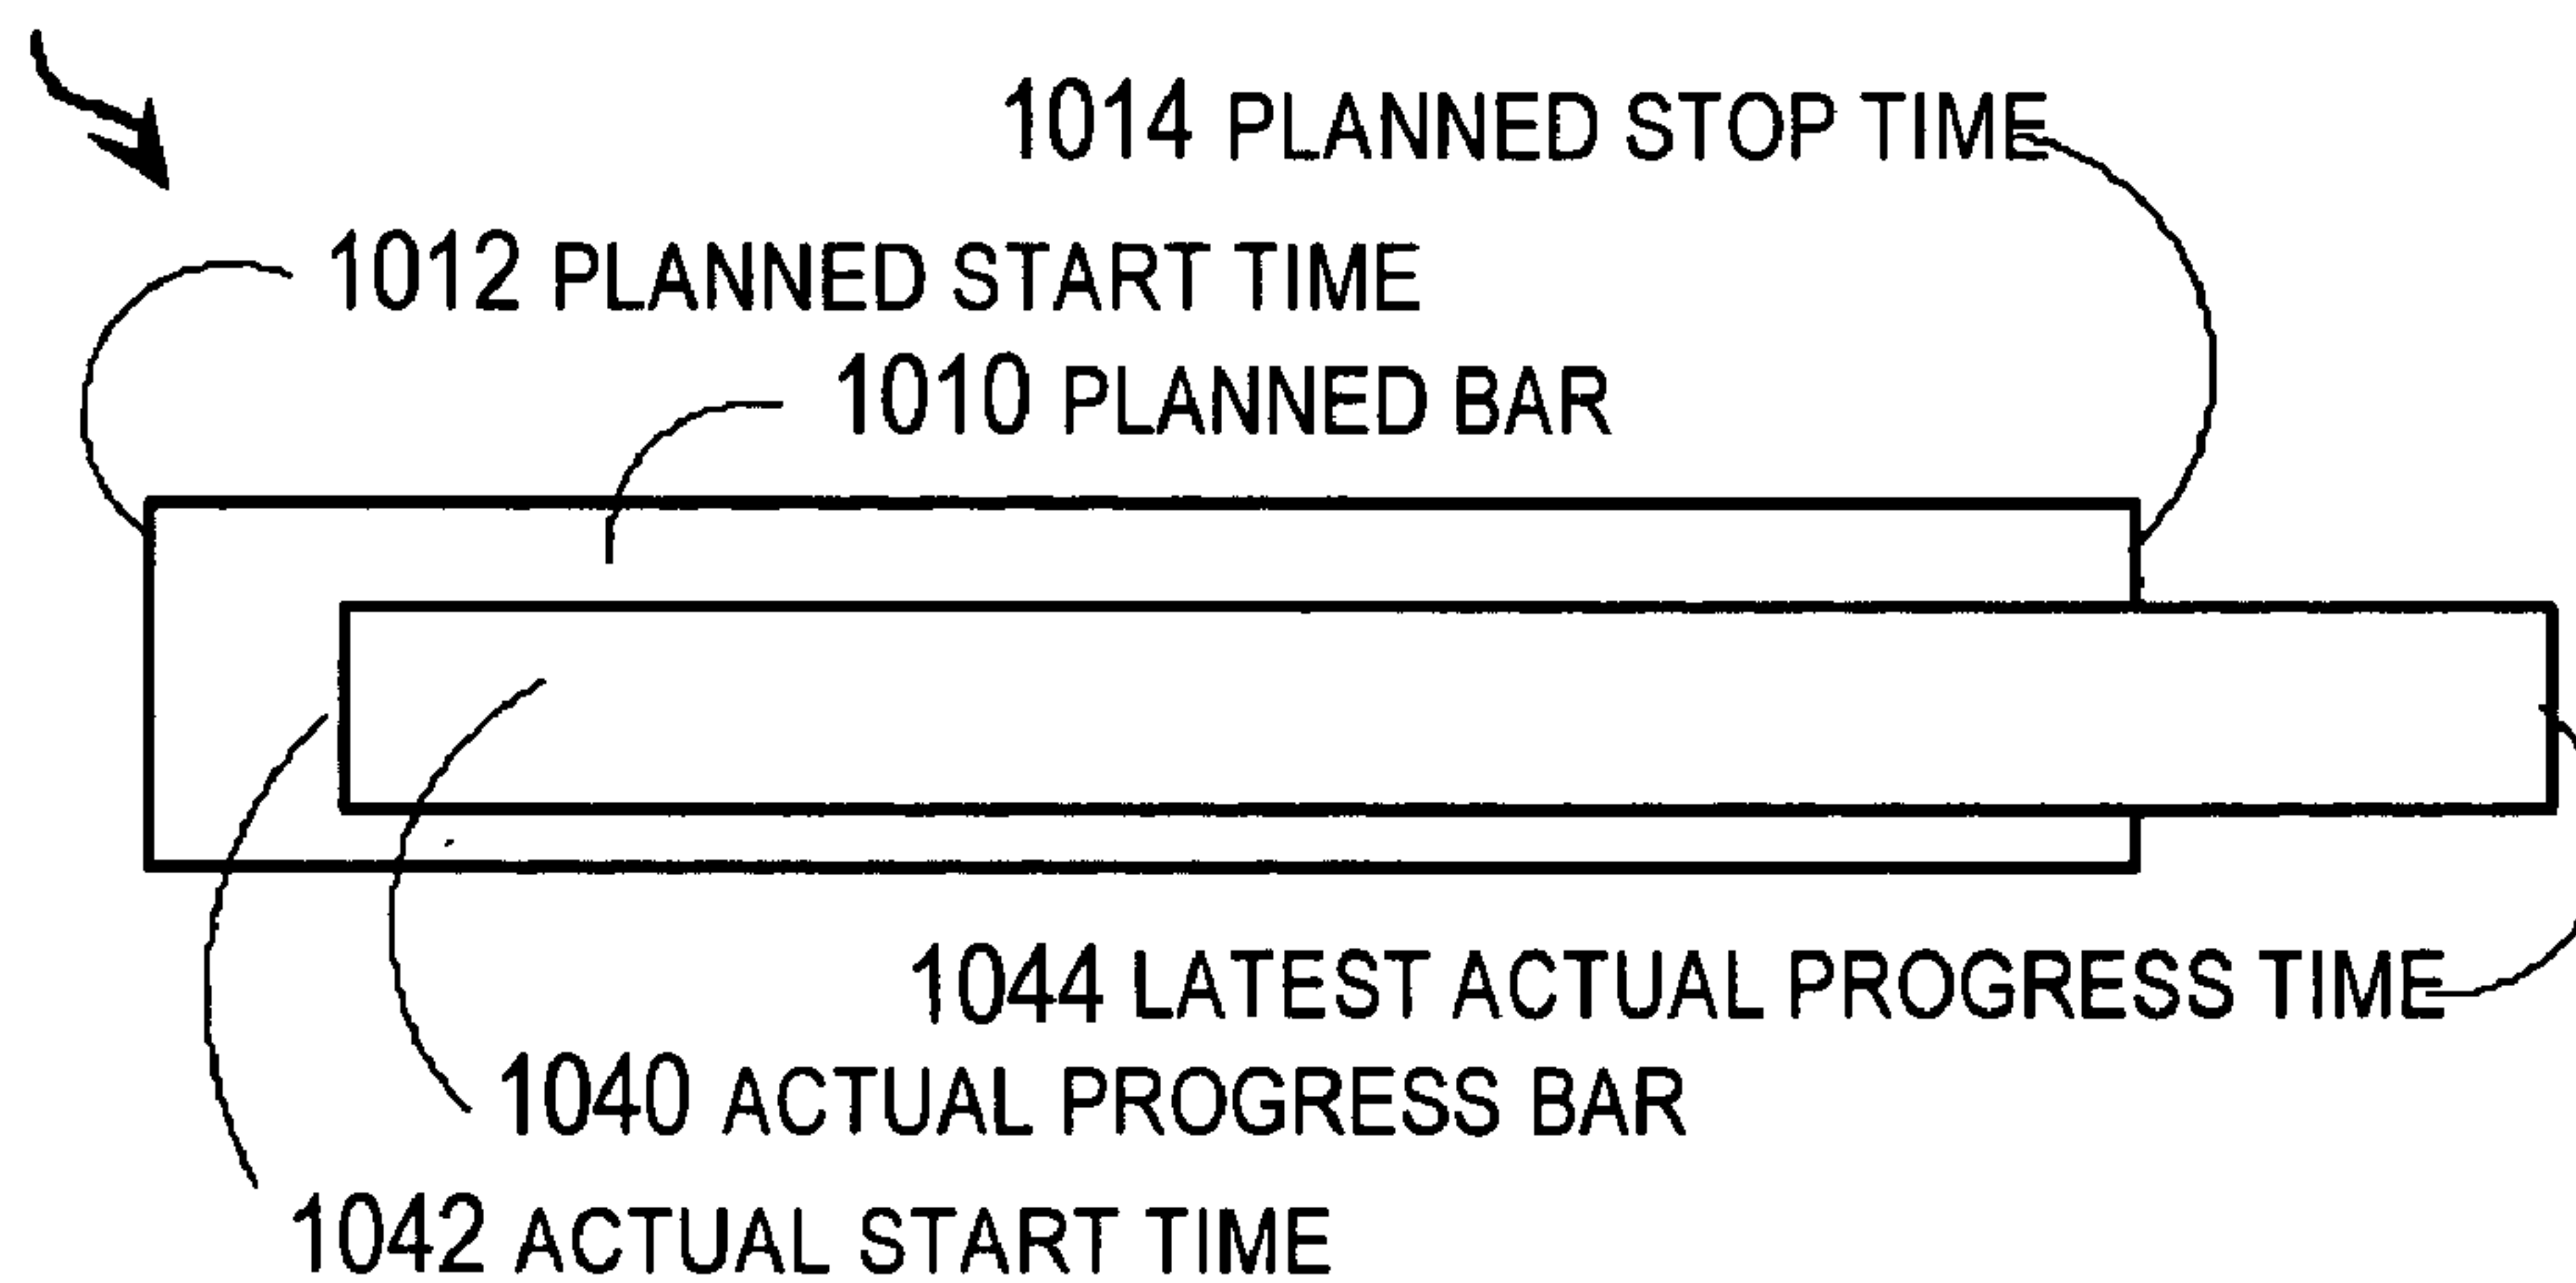 1014 PLANNED STOP TIME
1012 PLANNED START TIME
1010 PLANNED BAR
1044 LATEST ACTUAL PROGRESS TIME
1040 ACTUAL PROGRESS BAR
1042 ACTUAL START TIME